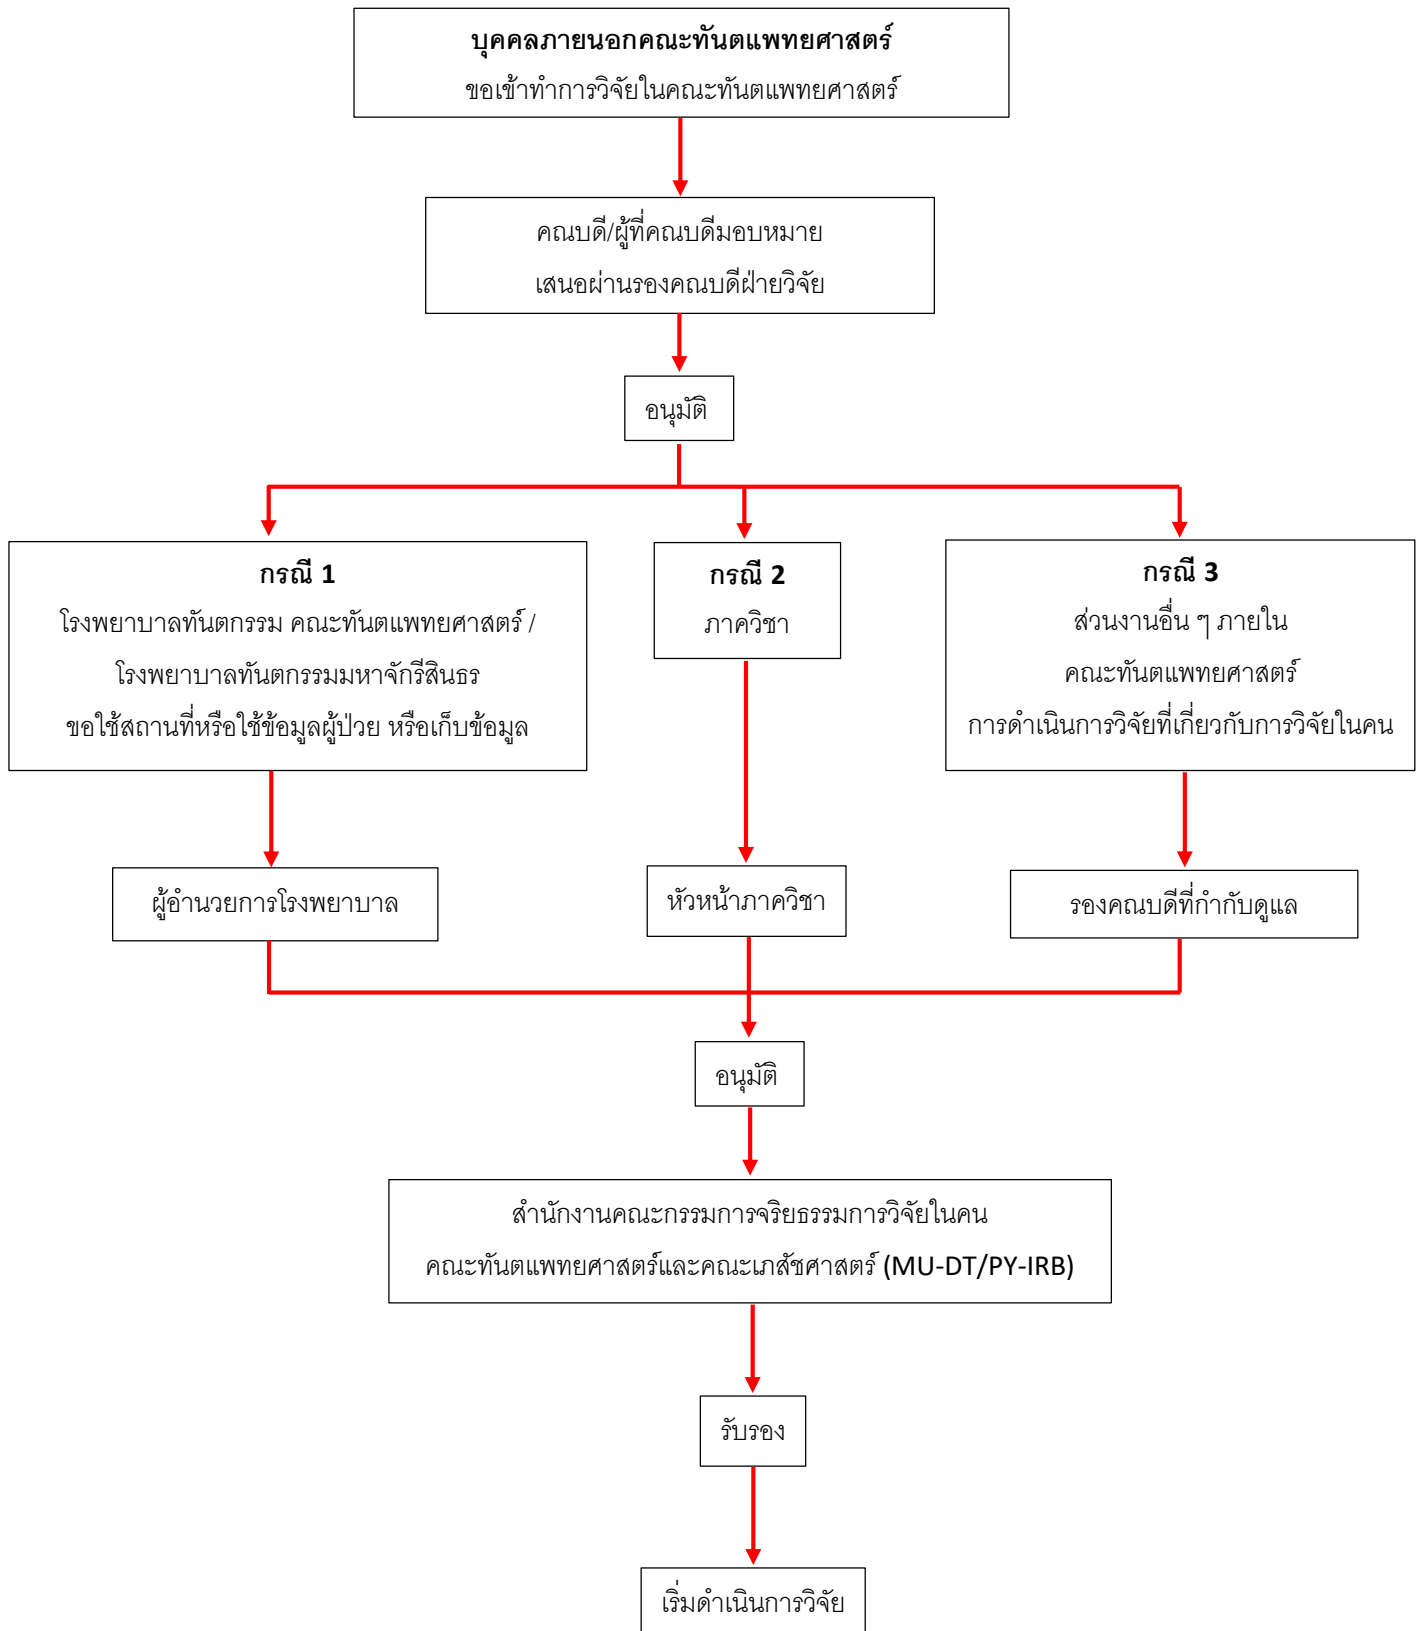 บุคคลภายนอกคณะทันตแพทยศาสตร์
ขอเข้าทำการวิจัยในคณะทันตแพทยศาสตร์
คณบดี/ผู้ที่คณบดีมอบหมาย
เสนอผ่านรองคณบดีฝ่ายวิจัย
อนุมัติ
กรณี 1
โรงพยาบาลทันตกรรม คณะทันตแพทยศาสตร์ /
โรงพยาบาลทันตกรรมมหาจักรีสินธร
ขอใช้สถานที่หรือใช้ข้อมูลผู้ป่วย หรือเก็บข้อมูล
กรณี 2
ภาควิชา
กรณี 3
ส่วนงานอื่น ๆ ภายใน
คณะทันตแพทยศาสตร์
การดำเนินการวิจัยที่เกี่ยวกับการวิจัยในคน
ผู้อำนวยการโรงพยาบาล
หัวหน้าภาควิชา
รองคณบดีที่กำกับดูแล
อนุมัติ
สำนักงานคณะกรรมการจริยธรรมการวิจัยในคน
คณะทันตแพทยศาสตร์และคณะเภสัชศาสตร์ (MU-DT/PY-IRB)
รับรอง
เริ่มดำเนินการวิจัย